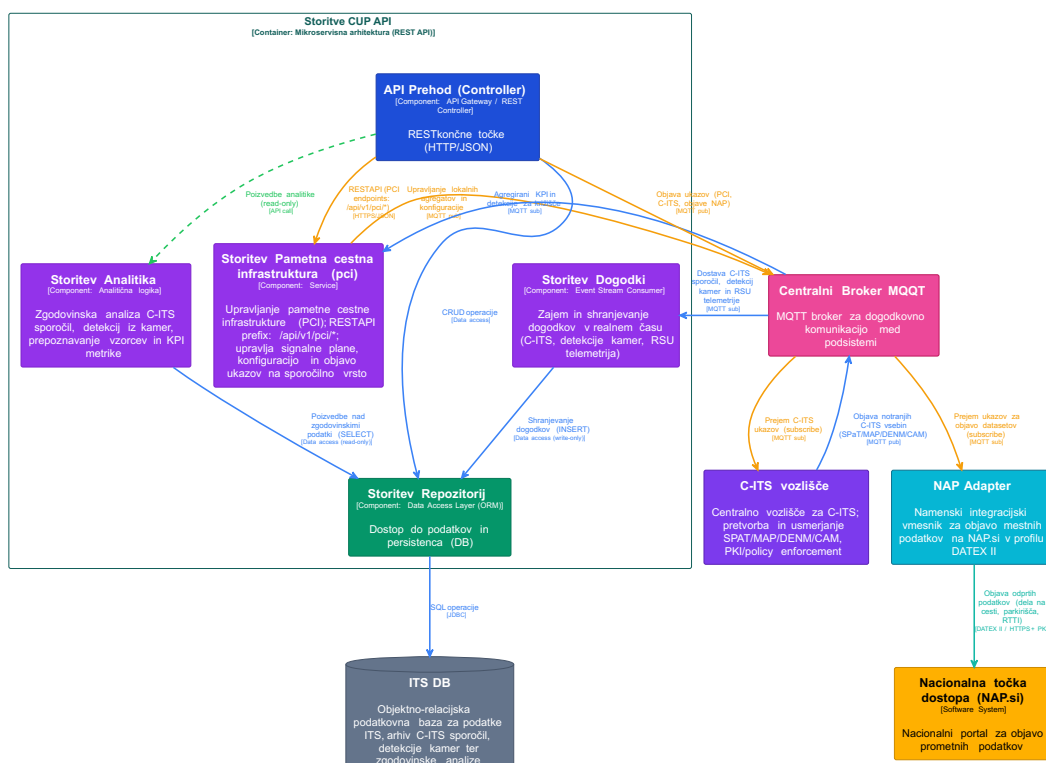 Storitve CUP API
[Container: Mikroservisna arhitektura (REST API)]
API Prehod (Controller)
[Component: API Gateway / REST
Controller]
RESTkončne točke
(HTTP/JSON)
Poizvedbe analitike
(read-only)
[API call]
RESTAPI (PCI
endpoints:
/api/v1/pci/*)
[HTTPS/JSON]
Upravljanje lokalnih
agregatov in
konfiguracije
[MQTT pub]
Agregirani KPI in
detekcije za križišče
[MQTT sub]
Objava ukazov (PCI,
C-ITS, objave NAP)
[MQTT pub]
Storitev Analitika
[Component: Analitična logika]
Zgodovinska analiza C-ITS
sporočil, detekcij iz kamer,
prepoznavanje vzorcev in KPI
metrike
Storitev Pametna cestna
infrastruktura (pci)
[Component: Service]
Upravljanje pametne cestne
infrastrukture (PCI); RESTAPI
prefix: /api/v1/pci/*;
upravlja signalne plane,
konfiguracijo in objavo
ukazov na sporočilno vrsto
CRUD operacije
[Data access]
Storitev Dogodki
[Component: Event Stream Consumer]
Zajem in shranjevanje
dogodkov v realnem času
(C-ITS, detekcije kamer, RSU
telemetrija)
Dostava C-ITS
sporočil, detekcij
kamer in RSU
telemetrije
[MQTT sub]
Centralni Broker MQQT
MQTT broker za dogodkovno
komunikacijo med
podsistemi
Poizvedbe nad
zgodovinskimi
podatki (SELECT)
[Data access (read-only)]
Shranjevanje
dogodkov (INSERT)
[Data access (write-only)]
Prejem C-ITS
ukazov (subscribe)
[MQTT sub]
Objava notranjih
C-ITS vsebin
(SPaT/MAP/DENM/CAM)
[MQTT pub]
Prejem ukazov za
objavo datasetov
(subscribe)
[MQTT sub]
Storitev Repozitorij
[Component: Data Access Layer (ORM)]
Dostop do podatkov in
persistenca (DB)
C-ITS vozlišče
Centralno vozlišče za C-ITS;
pretvorba in usmerjanje
SPAT/MAP/DENM/CAM,
PKI/policy enforcement
NAP Adapter
Namenski integracijski
vmesnik za objavo mestnih
podatkov na NAP.si v profilu
DATEX II
SQL operacije
[JDBC]
Objava odprtih
podatkov (dela na
cesti, parkirišča,
RTTI)
[DATEX II / HTTPS+ PK
ITS DB
Objektno-relacijska
podatkovna baza za podatke
ITS, arhiv C-ITS sporočil,
detekcije kamer ter
zgodovinske analize
Nacionalna točka
dostopa (NAP.si)
[Software System]
Nacionalni portal za objavo
prometnih podatkov